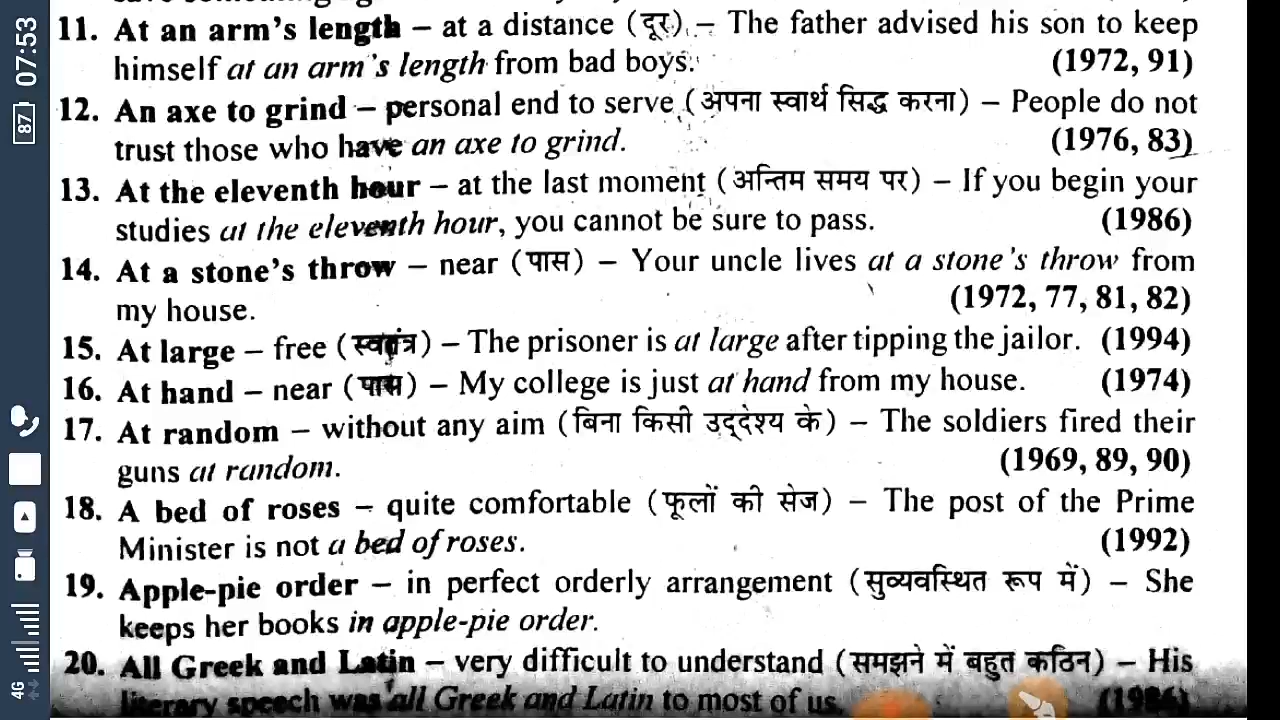 11. At an arm's length – at a distance (दूर) – The father advised his son to keep
himself at an arm's length from bad boys. (1972, 91)
12. An axe to grind – personal end to serve (अपना स्वार्थ सिद्ध करना) – People do not
trust those who have an axe to grind. (1976, 83)
13. At the eleventh hour – at the last moment (अन्तिम समय पर) – If you begin your
studies at the eleventh hour, you cannot be sure to pass. (1986)
14. At a stone's throw – near (पास) – Your uncle lives at a stone's throw from
my house. (1972, 77, 81, 82)
15. At large – free (स्वतंत्र) – The prisoner is at large after tipping the jailor. (1994)
16. At hand – near (पास) – My college is just at hand from my house. (1974)
17. At random – without any aim (बिना किसी उद्देश्य के) – The soldiers fired their
guns at random. (1969, 89, 90)
18. A bed of roses – quite comfortable (फूलों की सेज) – The post of the Prime
Minister is not a bed of roses. (1992)
19. Apple-pie order – in perfect orderly arrangement (सुव्यवस्थित रूप में) – She
keeps her books in apple-pie order.
20. All Greek and Latin – very difficult to understand (समझने में बहुत कठिन) – His
literary speech was all Greek and Latin to most of us.
07:53
87
4G